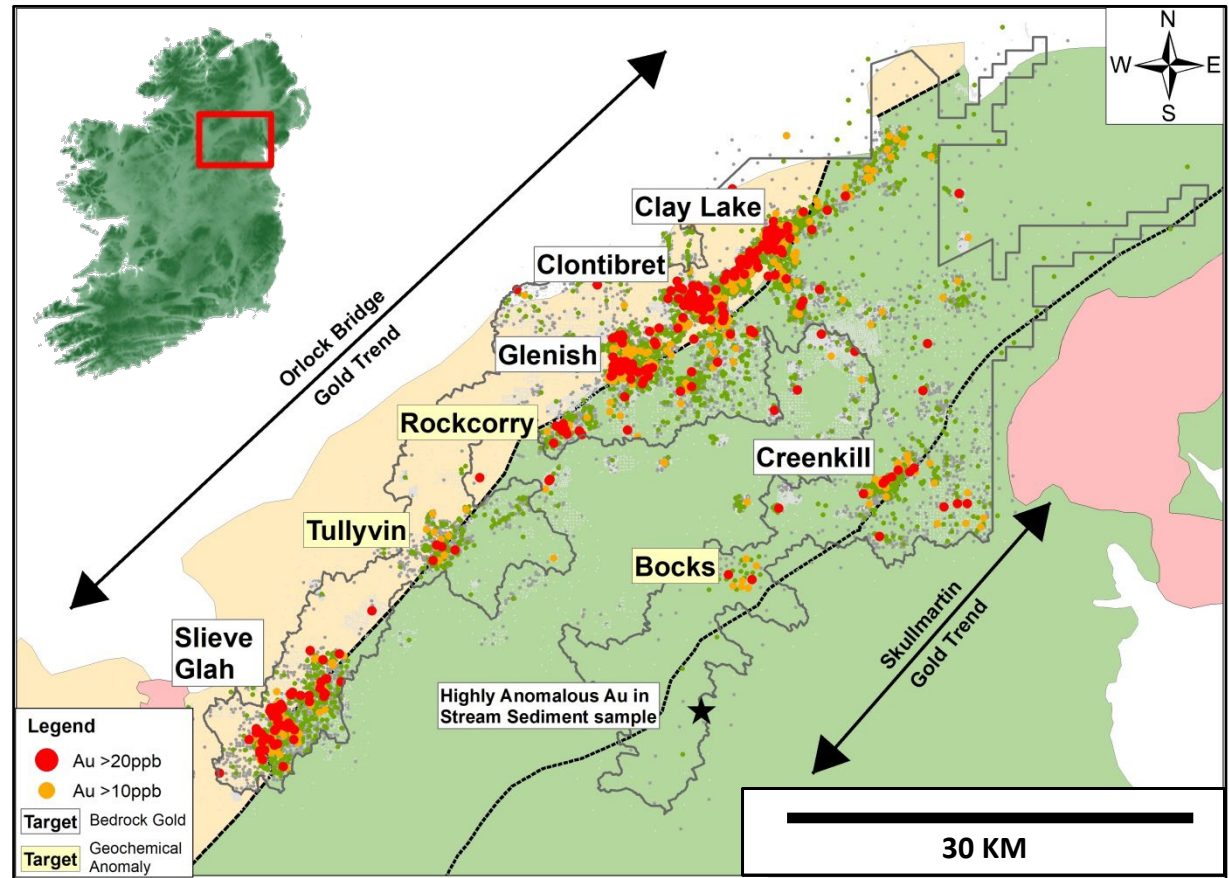 N
W E
S
Orlock Bridge
Gold Trend
Clay Lake
Clontibret
Glenish
Rockcorry
Creenkill
Tullyvin
Bocks
Slieve
Glah
Skullmartin
Gold Trend
Highly Anomalous Au in
Stream Sediment sample
Legend
Au >20ppb
Au >10ppb
Target Bedrock Gold
Target Geochemical
Anomaly
30 KM